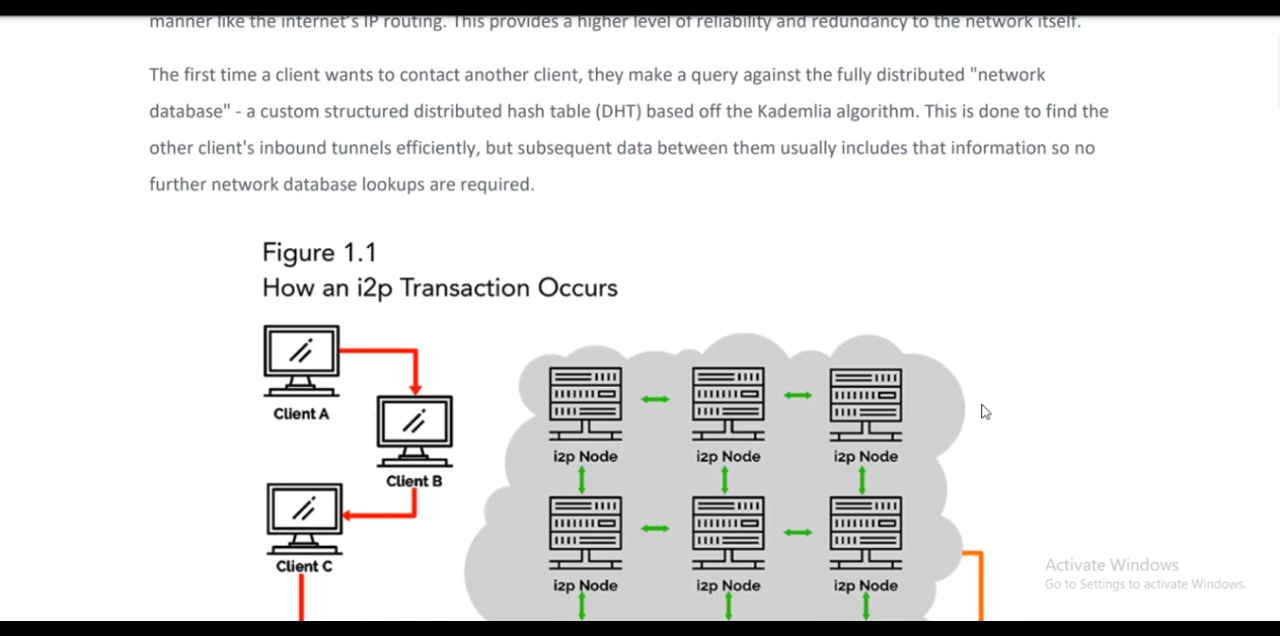 manner like the internet's IP routing. This provides a higher level of reliability and redundancy to the network itself.
The first time a client wants to contact another client, they make a query against the fully distributed "network
database" - a custom structured distributed hash table (DHT) based off the Kademlia algorithm. This is done to find the
other client's inbound tunnels efficiently, but subsequent data between them usually includes that information so no
further network database lookups are required.
Figure 1.1
How an i2p Transaction Occurs
Client A
Client B
Client C
i2p Node
i2p Node
i2p Node
i2p Node
i2p Node
i2p Node
Activate Windows
Go to Settings to activate Windows.